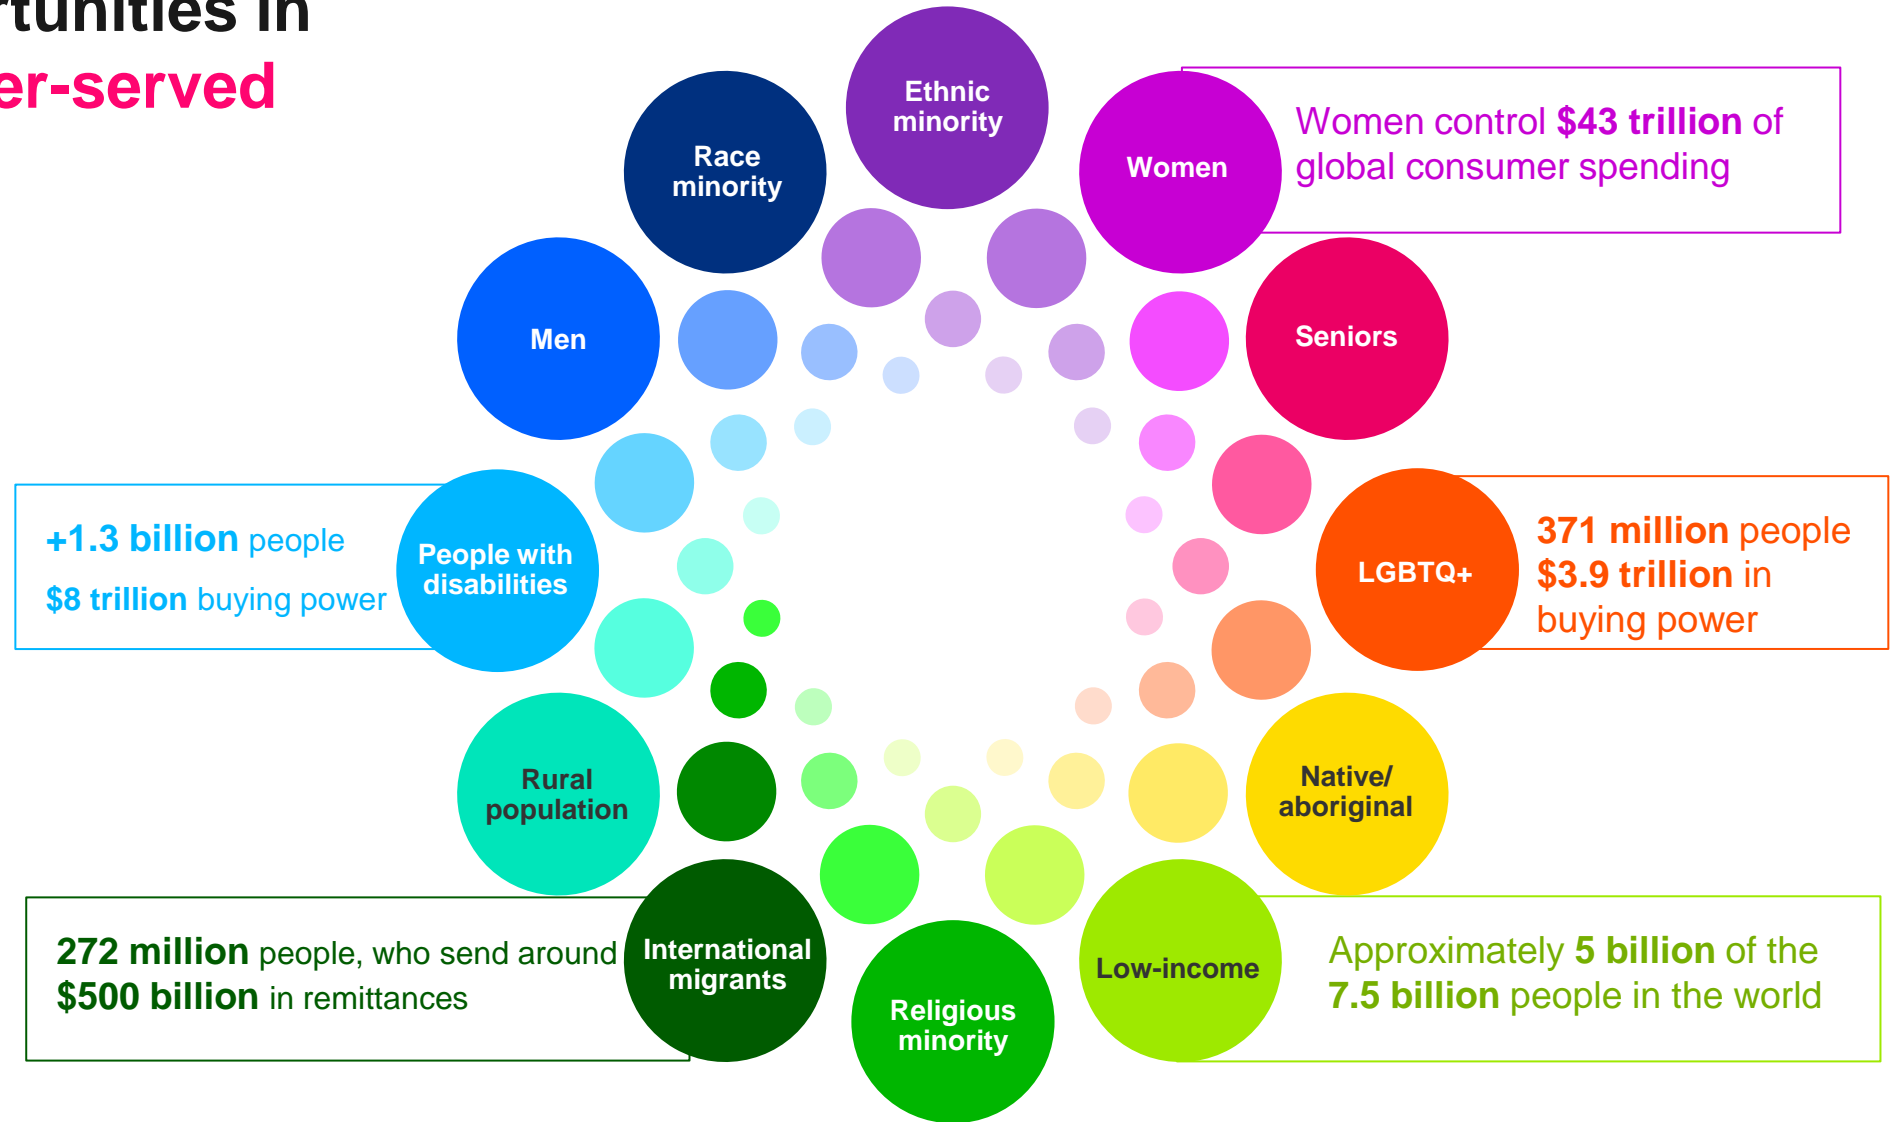 rtunities in
er-served
Ethnic
minority
Race
minority
Women
Women control $43 trillion of
global consumer spending
Men
Seniors
+1.3 billion people
$8 trillion buying power
People with
disabilities
LGBTQ+
371 million people
$3.9 trillion in
buying power
Rural
population
Native/
aboriginal
272 million people, who send around
$500 billion in remittances
International
migrants
Religious
minority
Low-income
Approximately 5 billion of the
7.5 billion people in the world